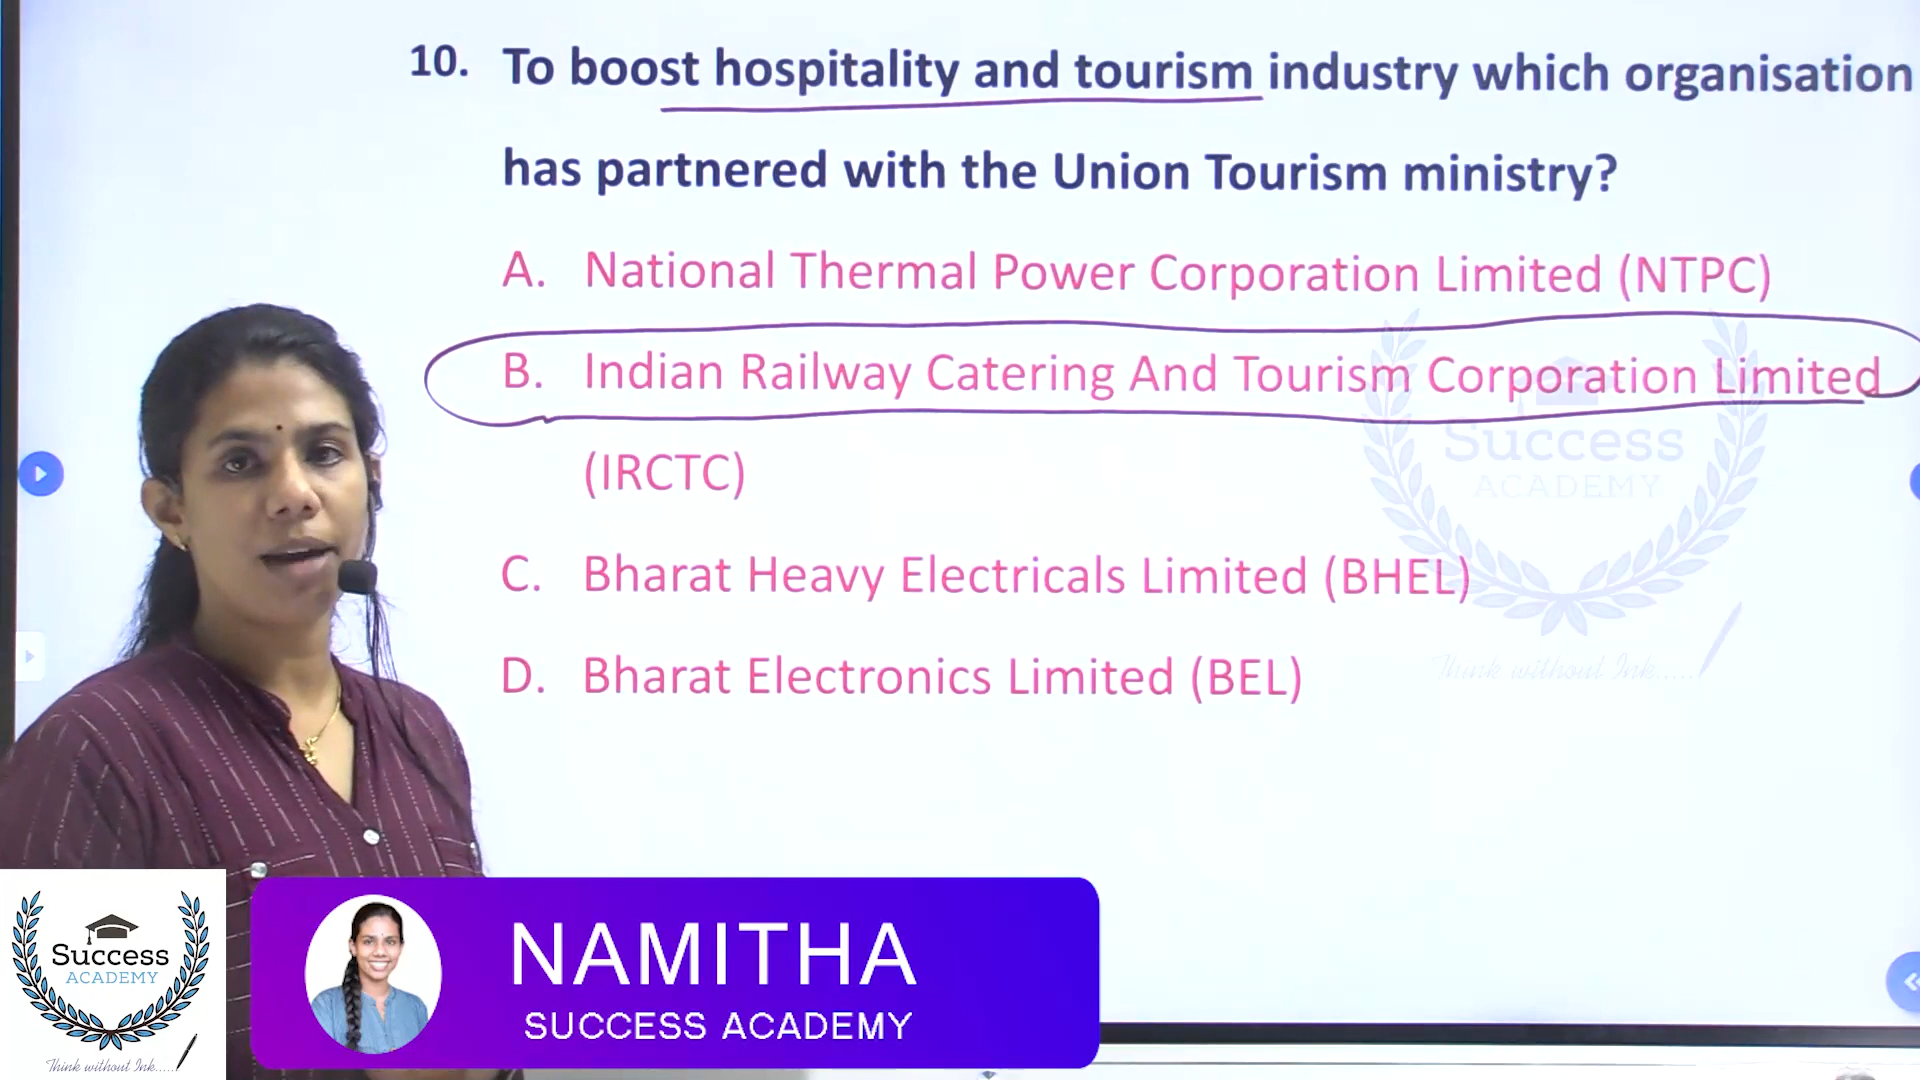 10. To boost hospitality and tourism industry which organisation
has partnered with the Union Tourism ministry?
A. National Thermal Power Corporation Limited (NTPC)
B. Indian Railway Catering And Tourism Corporation Limited
(IRCTC)
C. Bharat Heavy Electricals Limited (BHEL)
D. Bharat Electronics Limited (BEL)
Success
ACADEMY
Think without Ink.....
Success
ACADEMY
Think without Ink.....
NAMITHA
SUCCESS ACADEMY